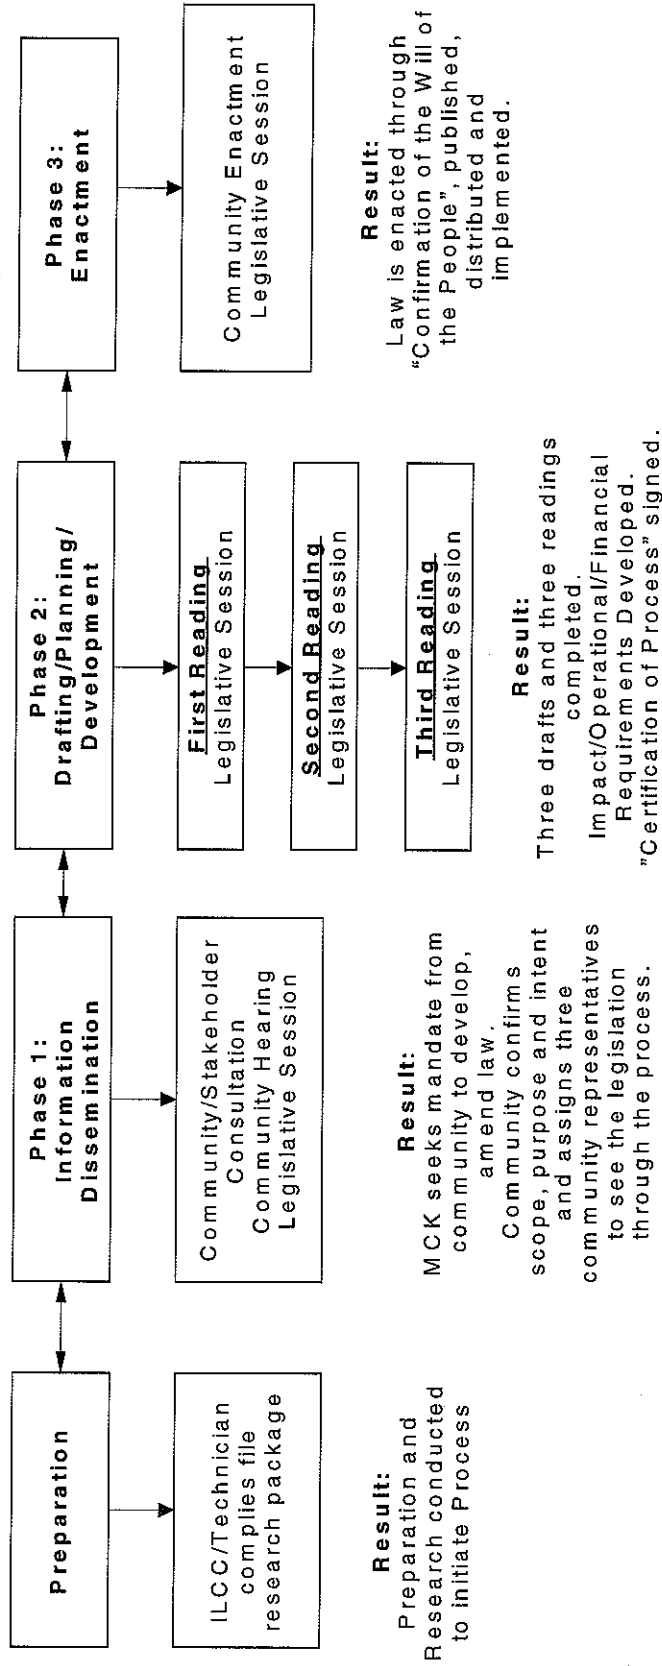 Preparation
ILCC/Technician
complies file
research package
Result:
Preparation and
Research conducted
to Initiate Process
Phase 1:
Information
Dissemination
Community/Stakeholder
Consultation
Community Hearing
Legislative Session
Result:
MCK seeks mandate from
community to develop,
amend law.
Community confirms
scope, purpose and intent
and assigns three
community representatives
to see the legislation
through the process.
Phase 2:
Drafting/Planning/
Development
First Reading
Legislative Session
Second Reading
Legislative Session
Third Reading
Legislative Session
Result:
Three drafts and three readings
completed.
Impact/Operational/Financial
Requirements Developed.
"Certification of Process" signed.
Phase 3:
Enactment
Community Enactment
Legislative Session
Result:
Law is enacted through
"Confirmation of the Will of
the People", published,
distributed and
implemented.